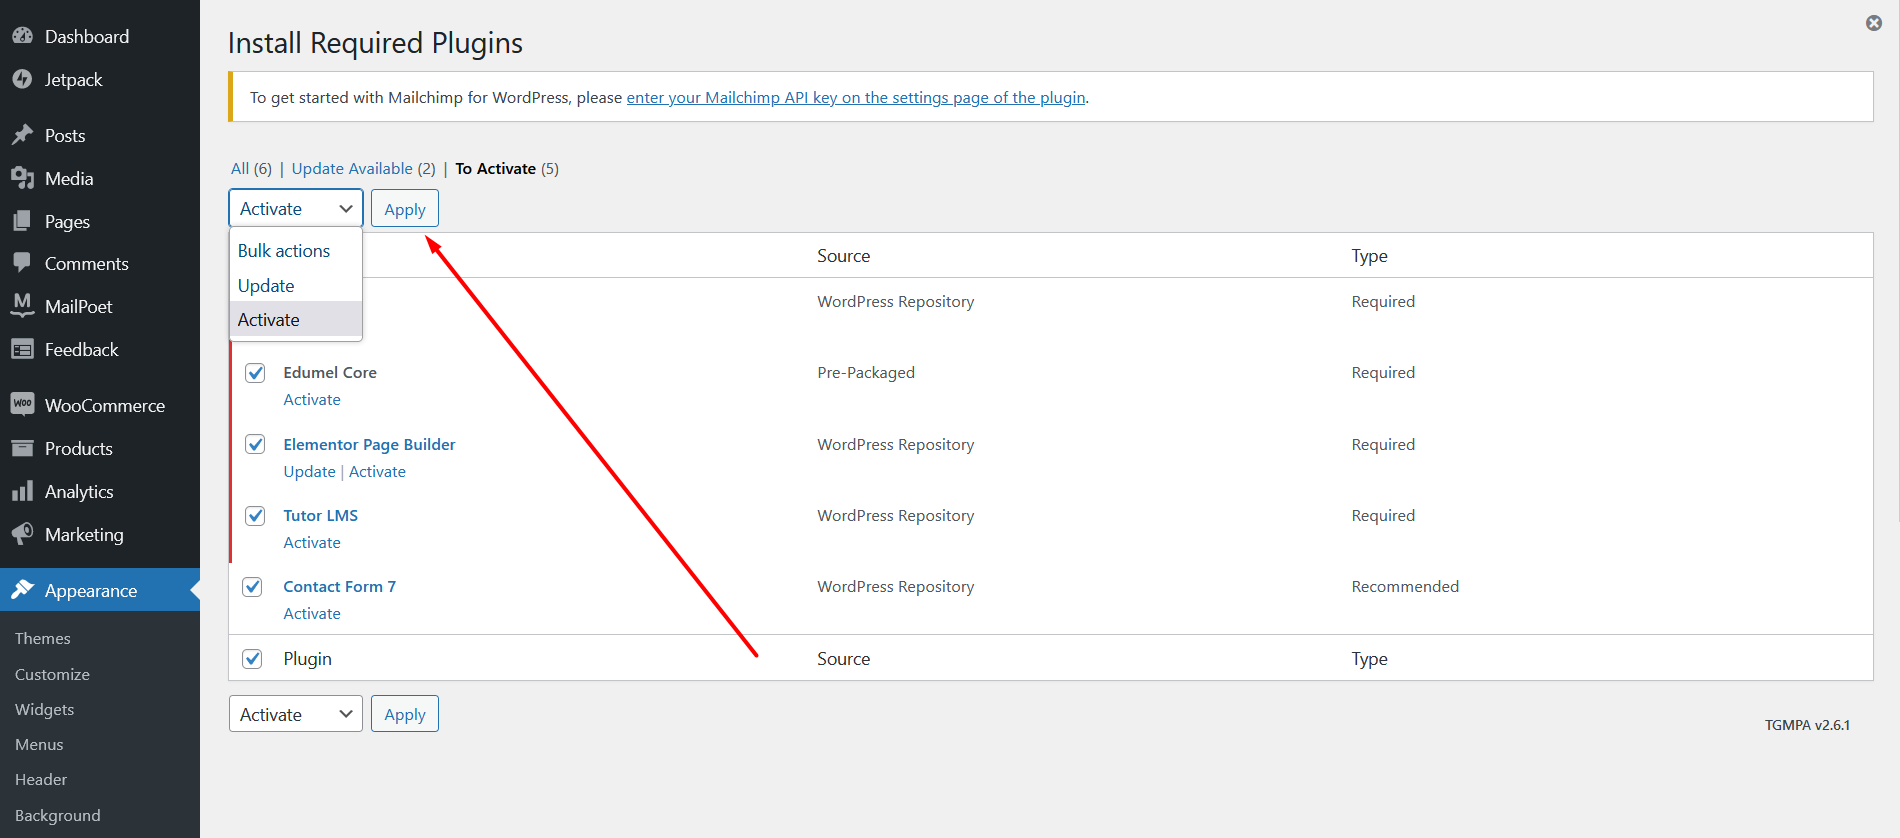 Dashboard
Jetpack
Posts
Media
Pages
Comments
MailPoet
Feedback
WooCommerce
Products
Analytics
Marketing
Appearance
Themes
Customize
Widgets
Menus
Header
Background
Install Required Plugins
To get started with Mailchimp for WordPress, please enter your Mailchimp API key on the settings page of the plugin.
All (6) | Update Available (2) | To Activate (5)
Activate Apply
Bulk actions
Update
Activate
Source Type
WordPress Repository Required
Edumel Core Pre-Packaged Required
Activate
Elementor Page Builder WordPress Repository Required
Update | Activate
Tutor LMS WordPress Repository Required
Activate
Contact Form 7 WordPress Repository Recommended
Activate
Plugin Source Type
Activate Apply
TGMPA v2.6.1